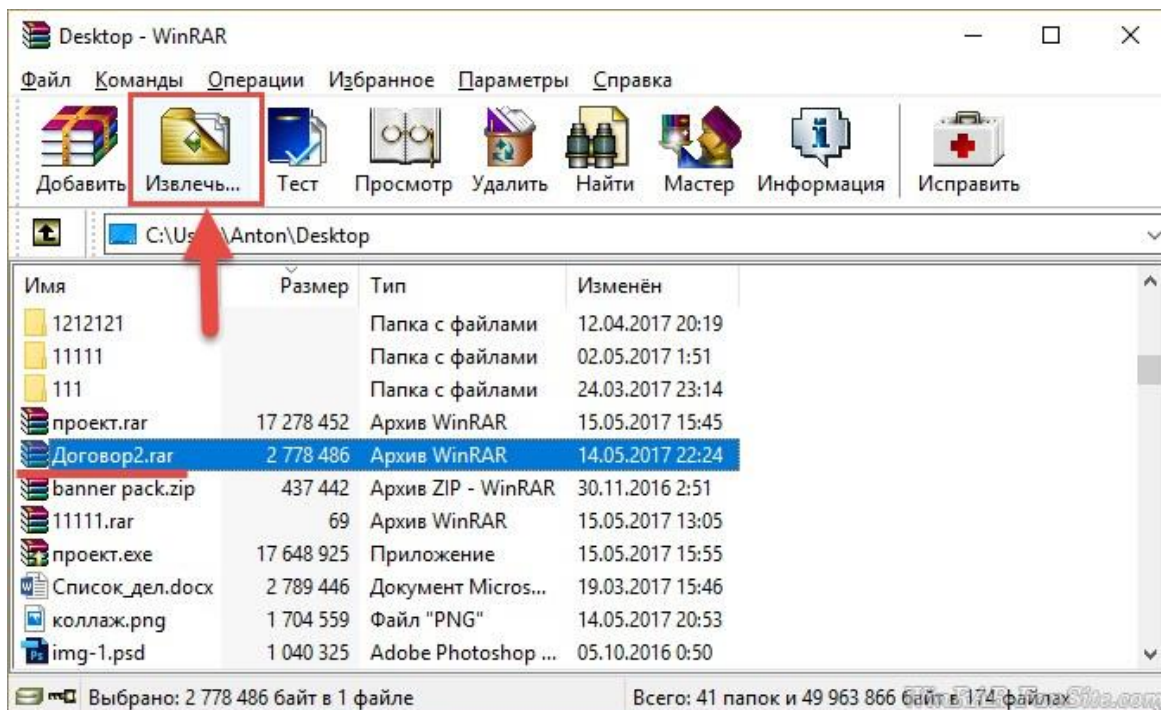 Desktop - WinRAR
Файл Команды Операции Избранное Параметры Справка
Добавить Извлечь... Тест Просмотр Удалить Найти Мастер Информация Исправить
C:\Us \Anton\Desktop
Имя Размер Тип Изменён
1212121 Папка с файлами 12.04.2017 20:19
11111 Папка с файлами 02.05.2017 1:51
111 Папка с файлами 24.03.2017 23:14
проект.rar 17 278 452 Архив WinRAR 15.05.2017 15:45
Договор2.rar 2 778 486 Архив WinRAR 14.05.2017 22:24
banner pack.zip 437 442 Архив ZIP - WinRAR 30.11.2016 2:51
11111.rar 69 Архив WinRAR 15.05.2017 13:05
проект.exe 17 648 925 Приложение 15.05.2017 15:55
Список_дел.docx 2 789 446 Документ Micros... 19.03.2017 15:46
коллаж.png 1 704 559 Файл "PNG" 14.05.2017 20:53
img-1.psd 1 040 325 Adobe Photoshop ... 05.10.2016 0:50
Выбрано: 2 778 486 байт в 1 файле Всего: 41 папок и 49 963 866 байт в 174 файлах